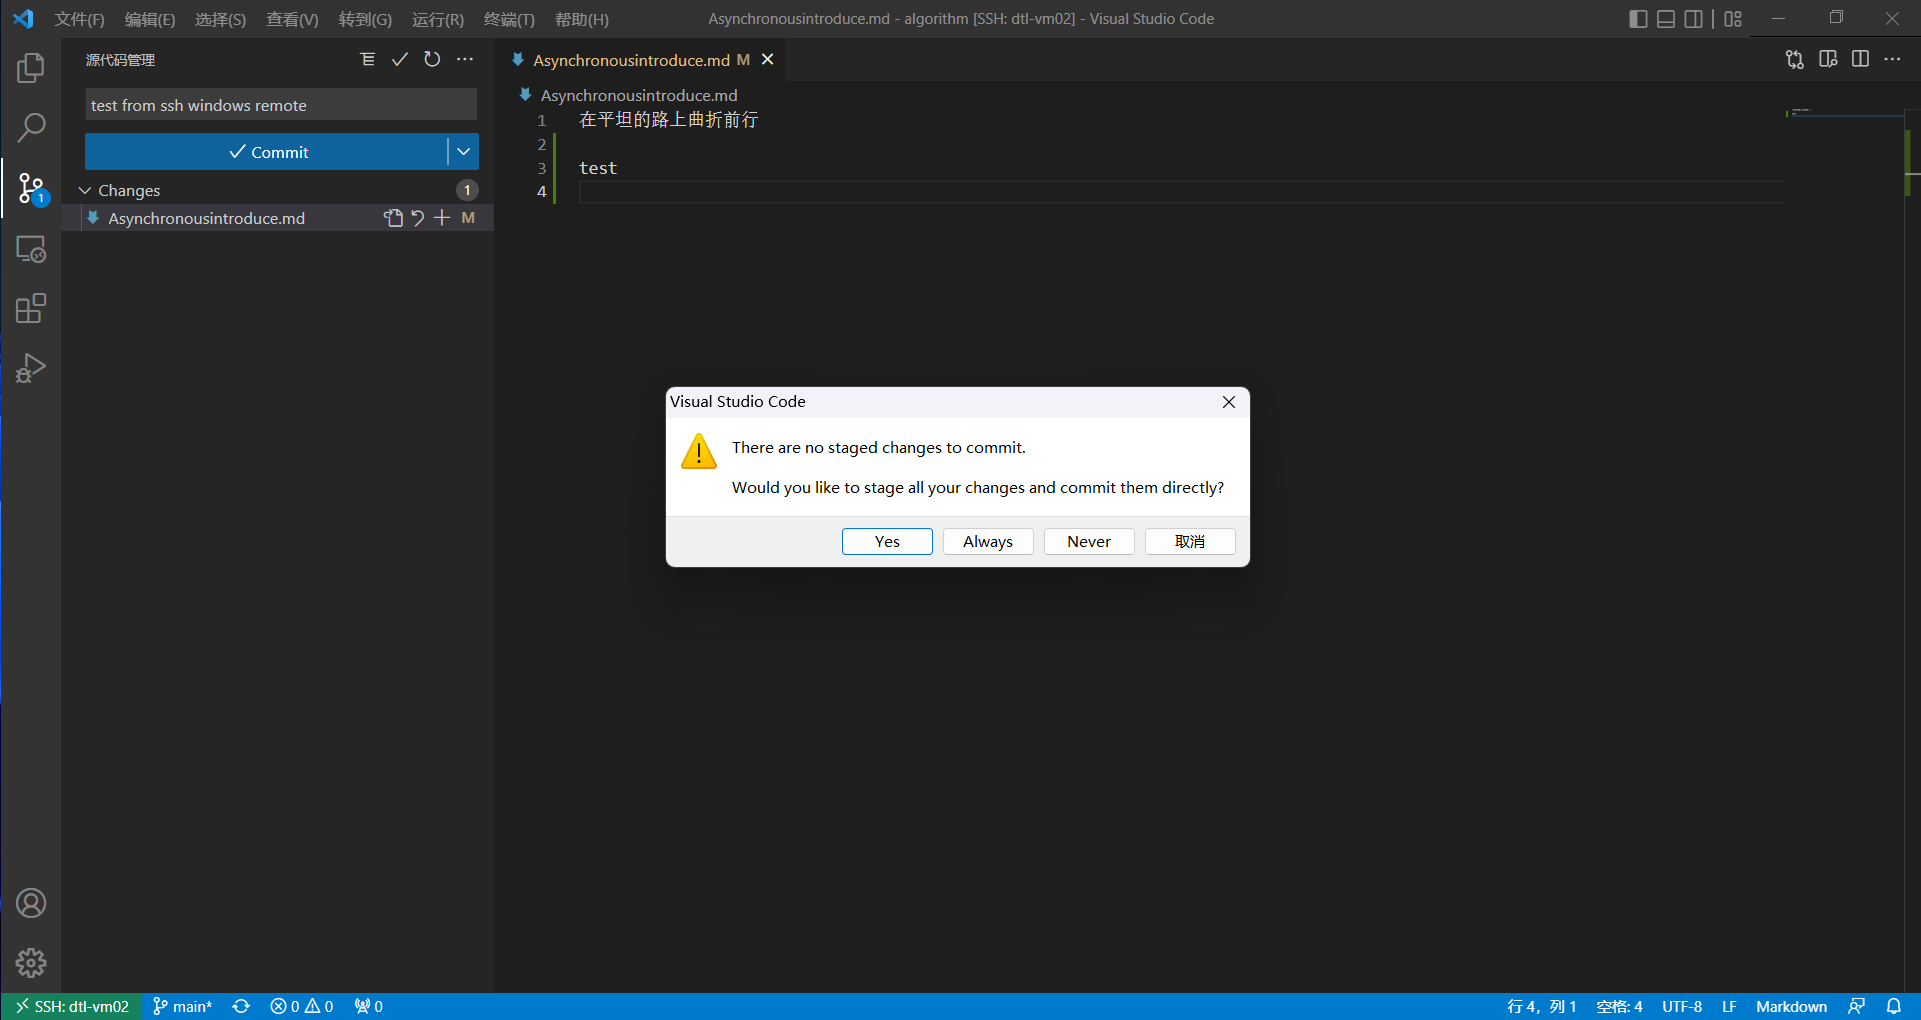 文件(F) 编辑(E) 选择(S) 查看(V) 转到(G) 运行(R) 终端(T) 帮助(H) Asynchronousintroduce.md - algorithm [SSH: dtl-vm02] - Visual Studio Code
源代码管理
test from ssh windows remote
Commit
Changes 1
Asynchronousintroduce.md M
1
Asynchronousintroduce.md M
Asynchronousintroduce.md
1 在平坦的路上曲折前行
2
3 test
4
Visual Studio Code
There are no staged changes to commit.
Would you like to stage all your changes and commit them directly?
Yes Always Never 取消
SSH: dtl-vm02 main* 0 0 0 行 4，列 1 空格: 4 UTF-8 LF Markdown